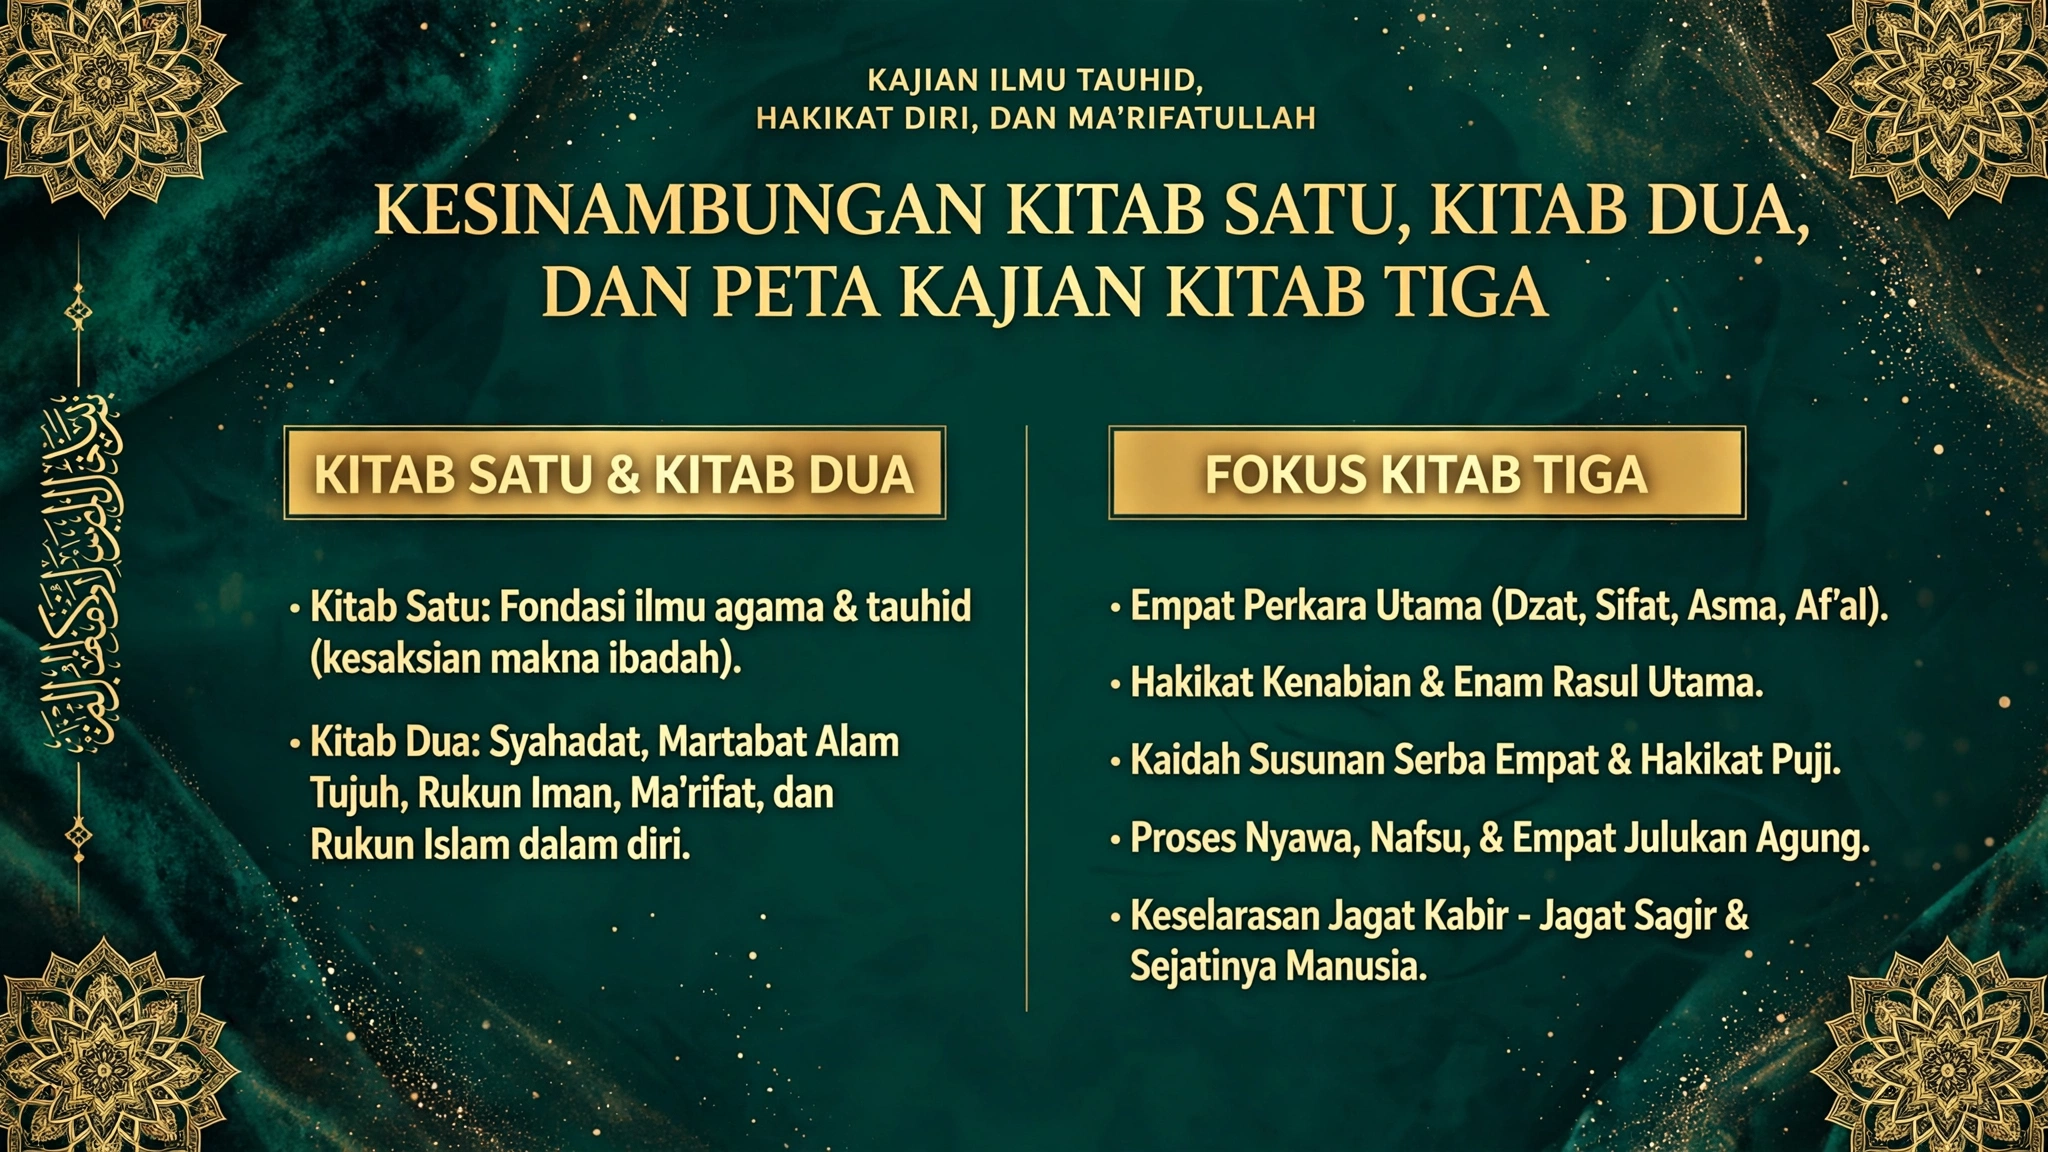 KAJIAN ILMU TAUHID,
HAKIKAT DIRI, DAN MA’RIFATULLAH
KESINAMBUNGAN KITAB SATU, KITAB DUA,
DAN PETA KAJIAN KITAB TIGA
KITAB SATU & KITAB DUA
• Kitab Satu: Fondasi ilmu agama & tauhid
(kesaksian makna ibadah).
• Kitab Dua: Syahadat, Martabat Alam
Tujuh, Rukun Iman, Ma’rifat, dan
Rukun Islam dalam diri.
FOKUS KITAB TIGA
• Empat Perkara Utama (Dzat, Sifat, Asma, Af’al).
• Hakikat Kenabian & Enam Rasul Utama.
• Kaidah Susunan Serba Empat & Hakikat Puji.
• Proses Nyawa, Nafsu, & Empat Julukan Agung.
• Keselarasan Jagat Kabir - Jagat Sagir &
Sejatinya Manusia.